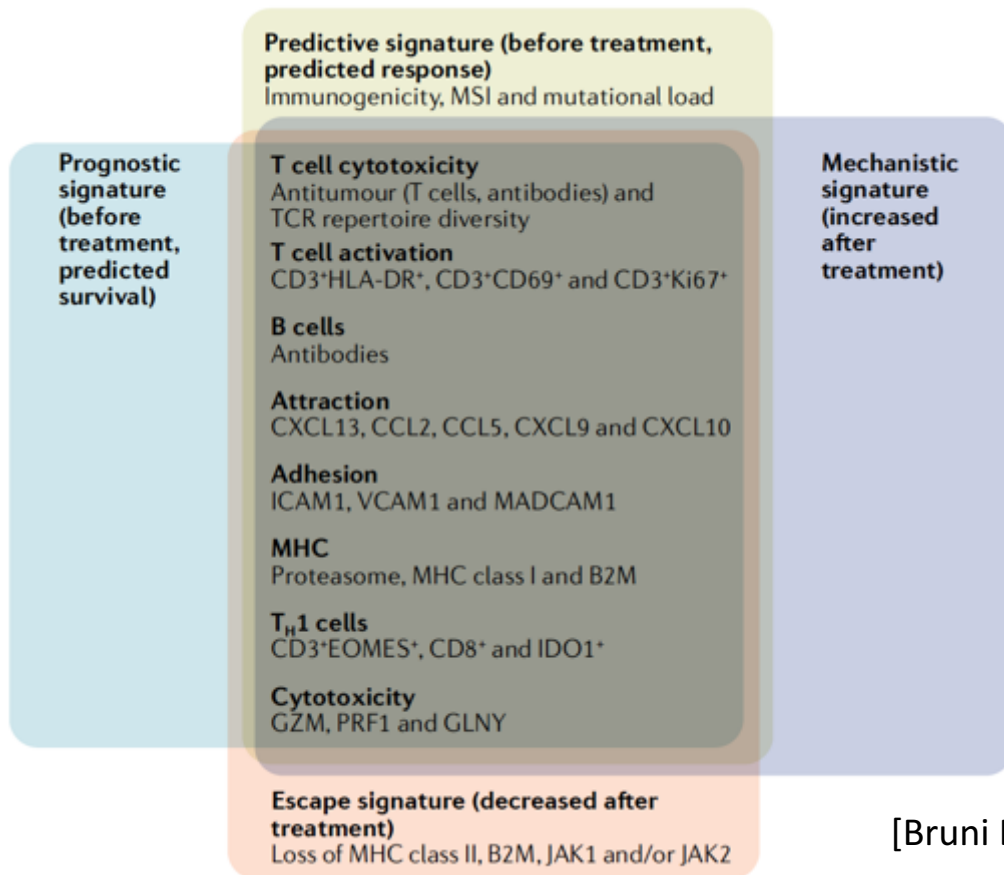 Predictive signature (before treatment,
predicted response)
Immunogenicity, MSI and mutational load
Prognostic
signature
(before
treatment,
predicted
survival)
T cell cytotoxicity
Antitumour (T cells, antibodies) and
TCR repertoire diversity
T cell activation
CD3⁺HLA-DR⁺, CD3⁺CD69⁺ and CD3⁺Ki67⁺
B cells
Antibodies
Attraction
CXCL13, CCL2, CCL5, CXCL9 and CXCL10
Adhesion
ICAM1, VCAM1 and MADCAM1
MHC
Proteasome, MHC class I and B2M
Tₕ1 cells
CD3⁺EOMES⁺, CD8⁺ and IDO1⁺
Cytotoxicity
GZM, PRF1 and GLNY
Mechanistic
signature
(increased
after
treatment)
Escape signature (decreased after
treatment)
Loss of MHC class II, B2M, JAK1 and/or JAK2
[Bruni